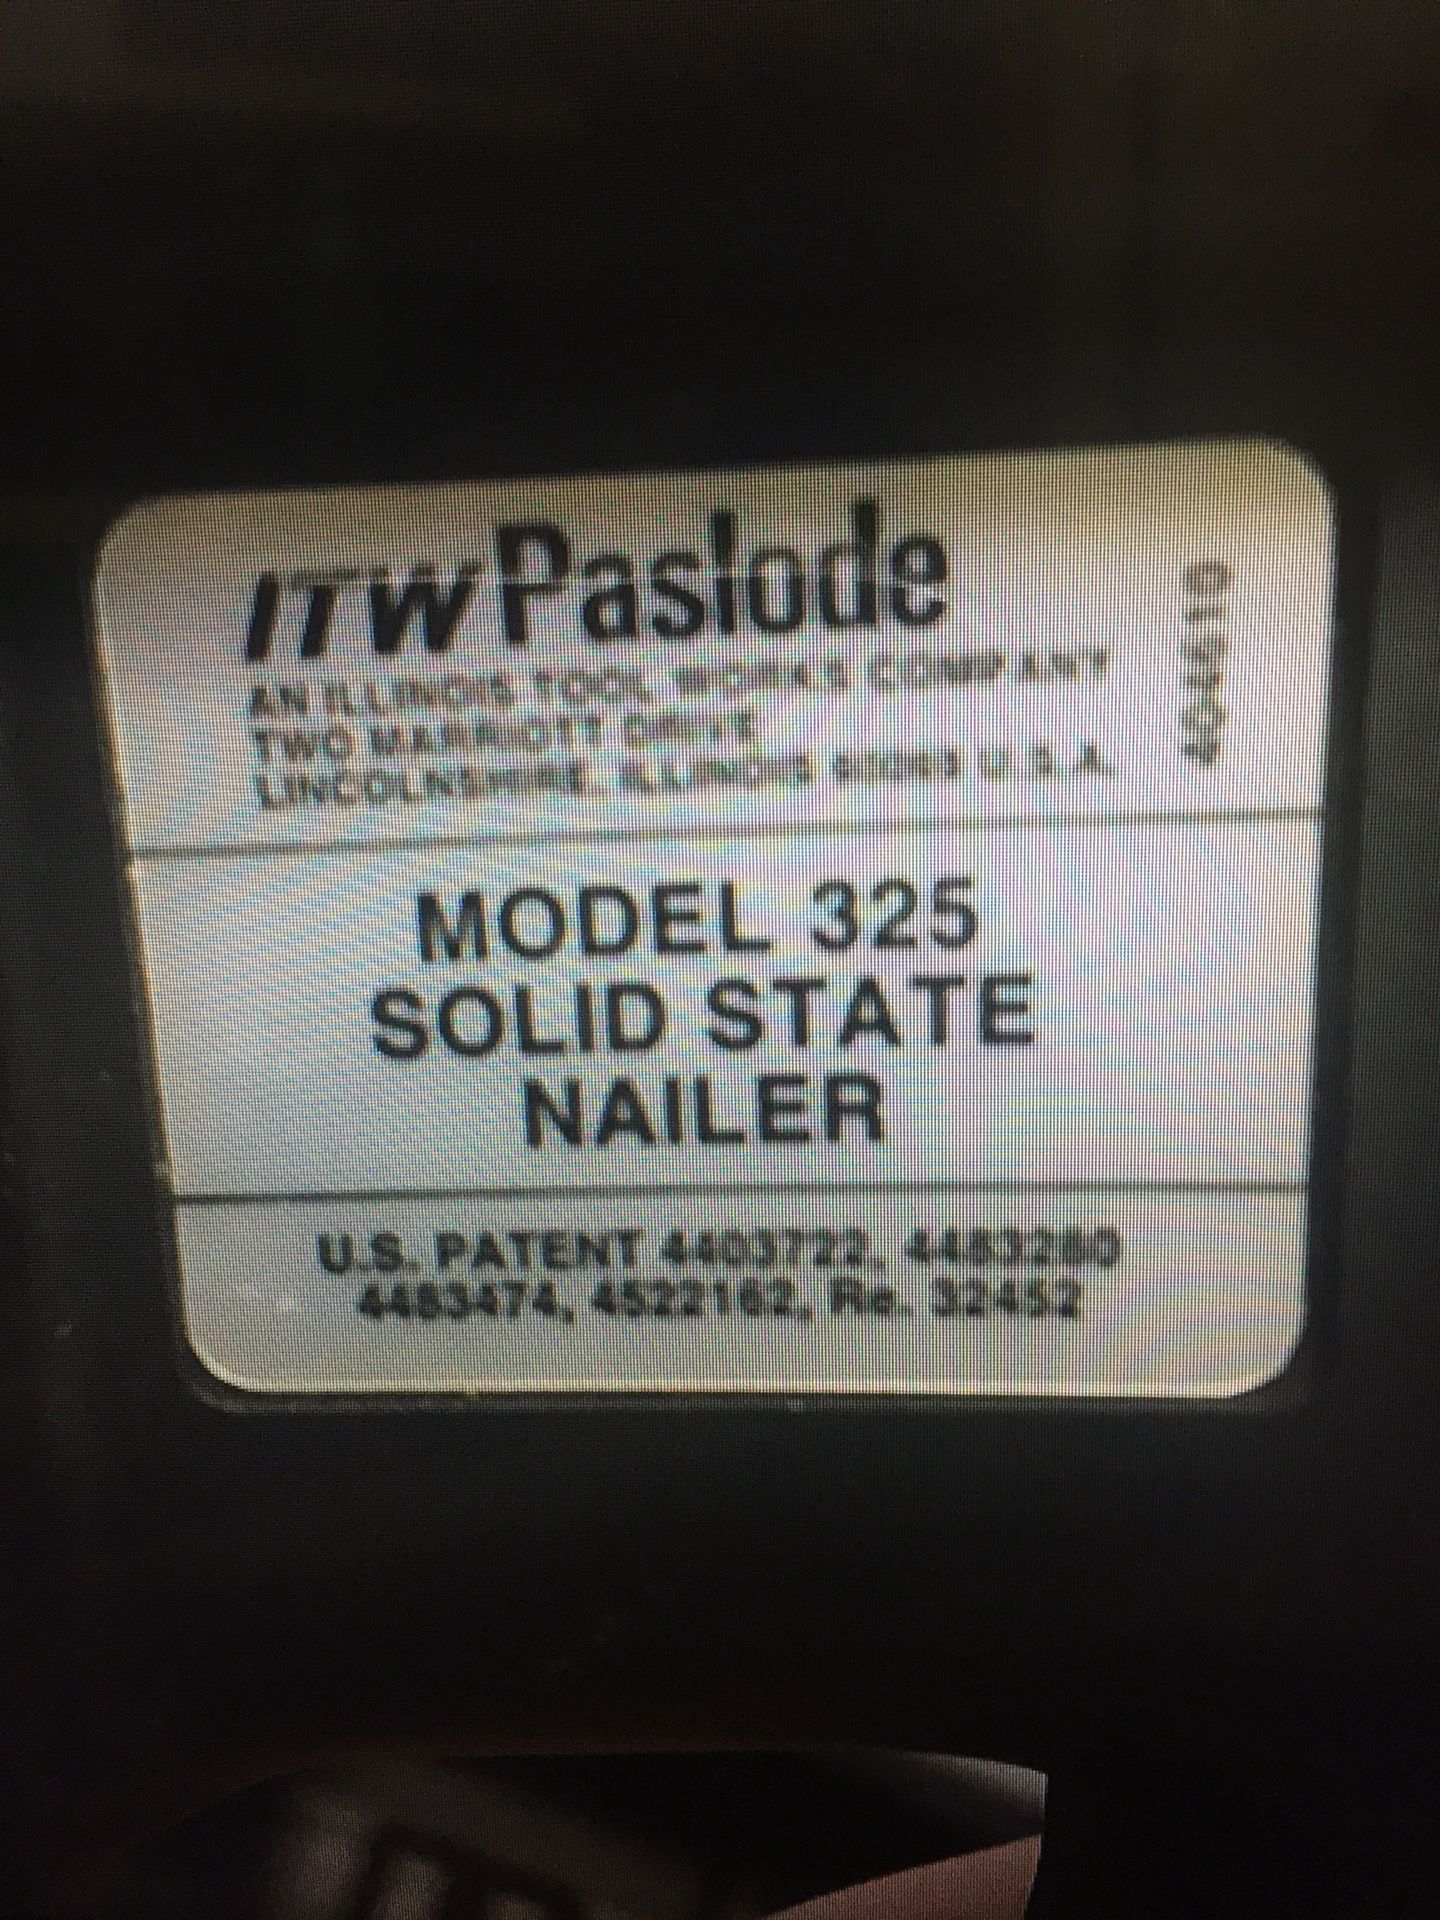 ITW Paslode
AN ILLINOIS TOOL WORKS COMPANY
TWO MARRIOTT DRIVE
LINCOLNSHIRE, ILLINOIS U.S.A.
MODEL 325
SOLID STATE
NAILER
U.S. PATENT 4403722, 4483280
4483474, 4522162, Re. 32452